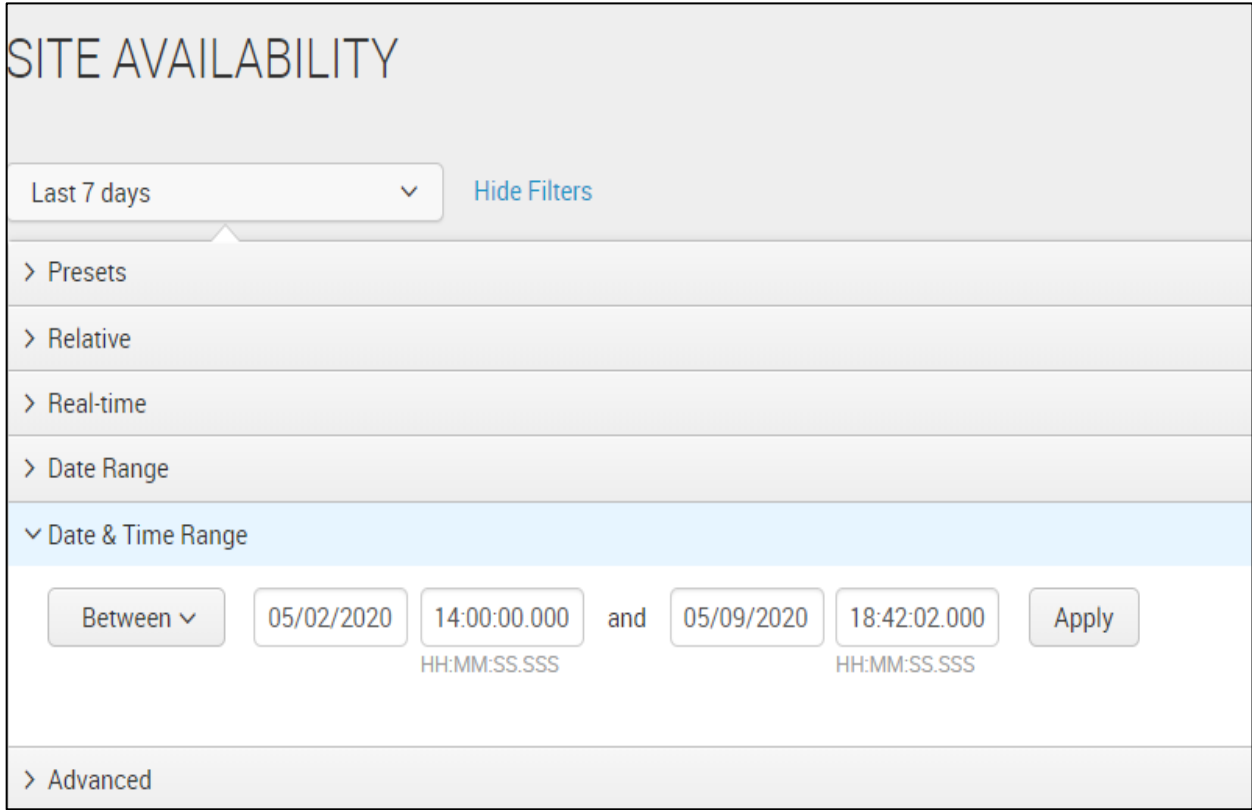 SITE AVAILABILITY
Last 7 days Hide Filters
Presets
Relative
Real-time
Date Range
Date & Time Range
Between 05/02/2020 14:00:00.000 and 05/09/2020 18:42:02.000 Apply
HH:MM:SS.SSS HH:MM:SS.SSS
Advanced